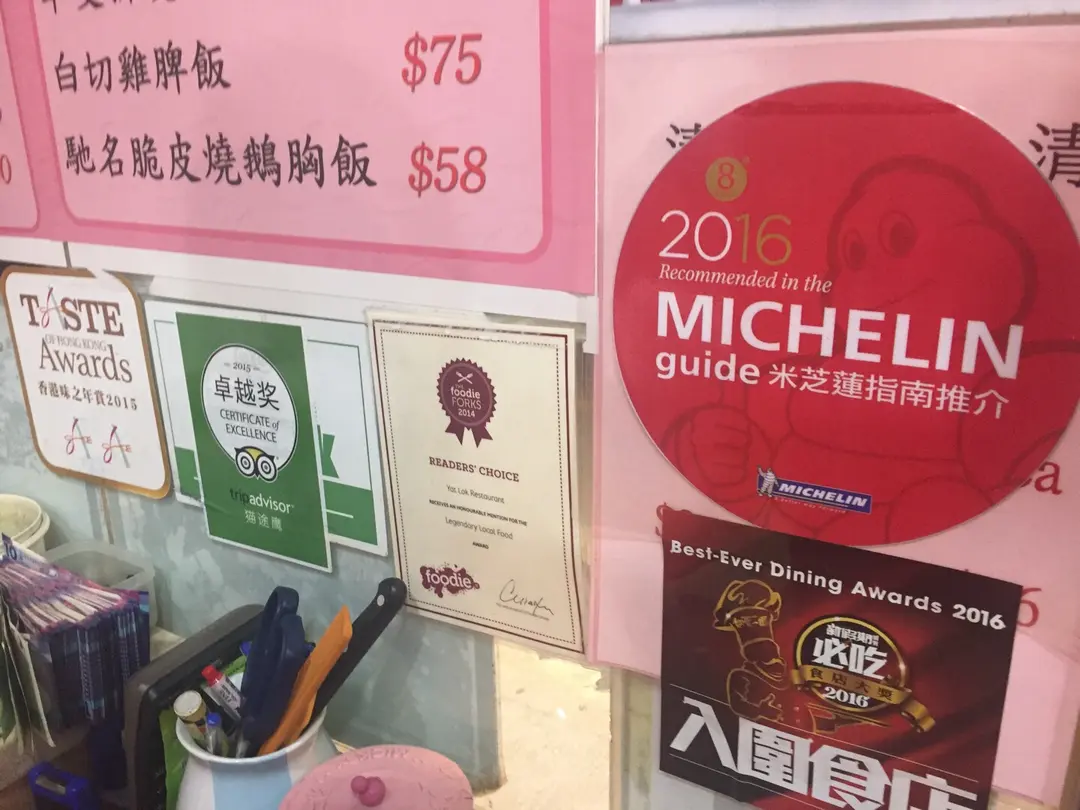 白切雞脾飯 $75
馳名脆皮燒鵝胸飯 $58
TASTE
OF HONG KONG
Awards
香港味之年賞2015
2015
卓越奖
CERTIFICATE of
EXCELLENCE
tripadvisor
猫途鹰
foodie
FORKS
2014
READERS' CHOICE
Yat Lok Restaurant
RECEIVES AN HONOURABLE MENTION FOR THE
Legendary Local Food
AWARD
foodie
8
2016
Recommended in the
MICHELIN
guide 米芝蓮指南推介
MICHELIN
Best-Ever Dining Awards 2016
必吃
食店大獎
2016
入圍食店